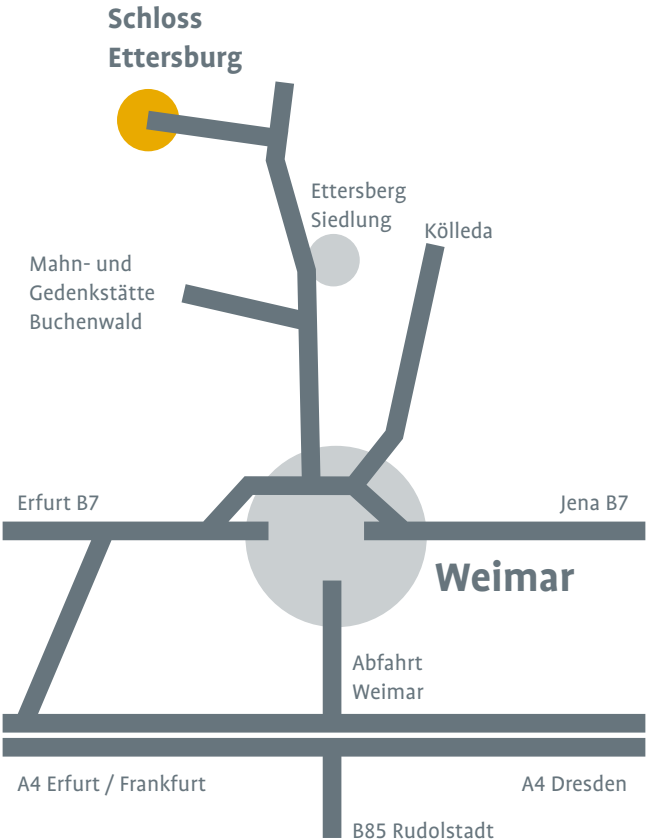 Schloss
Ettersburg
Ettersberg
Siedlung
Kölleda
Mahn- und
Gedenkstätte
Buchenwald
Erfurt B7
Jena B7
Weimar
Abfahrt
Weimar
A4 Erfurt / Frankfurt
A4 Dresden
B85 Rudolstadt